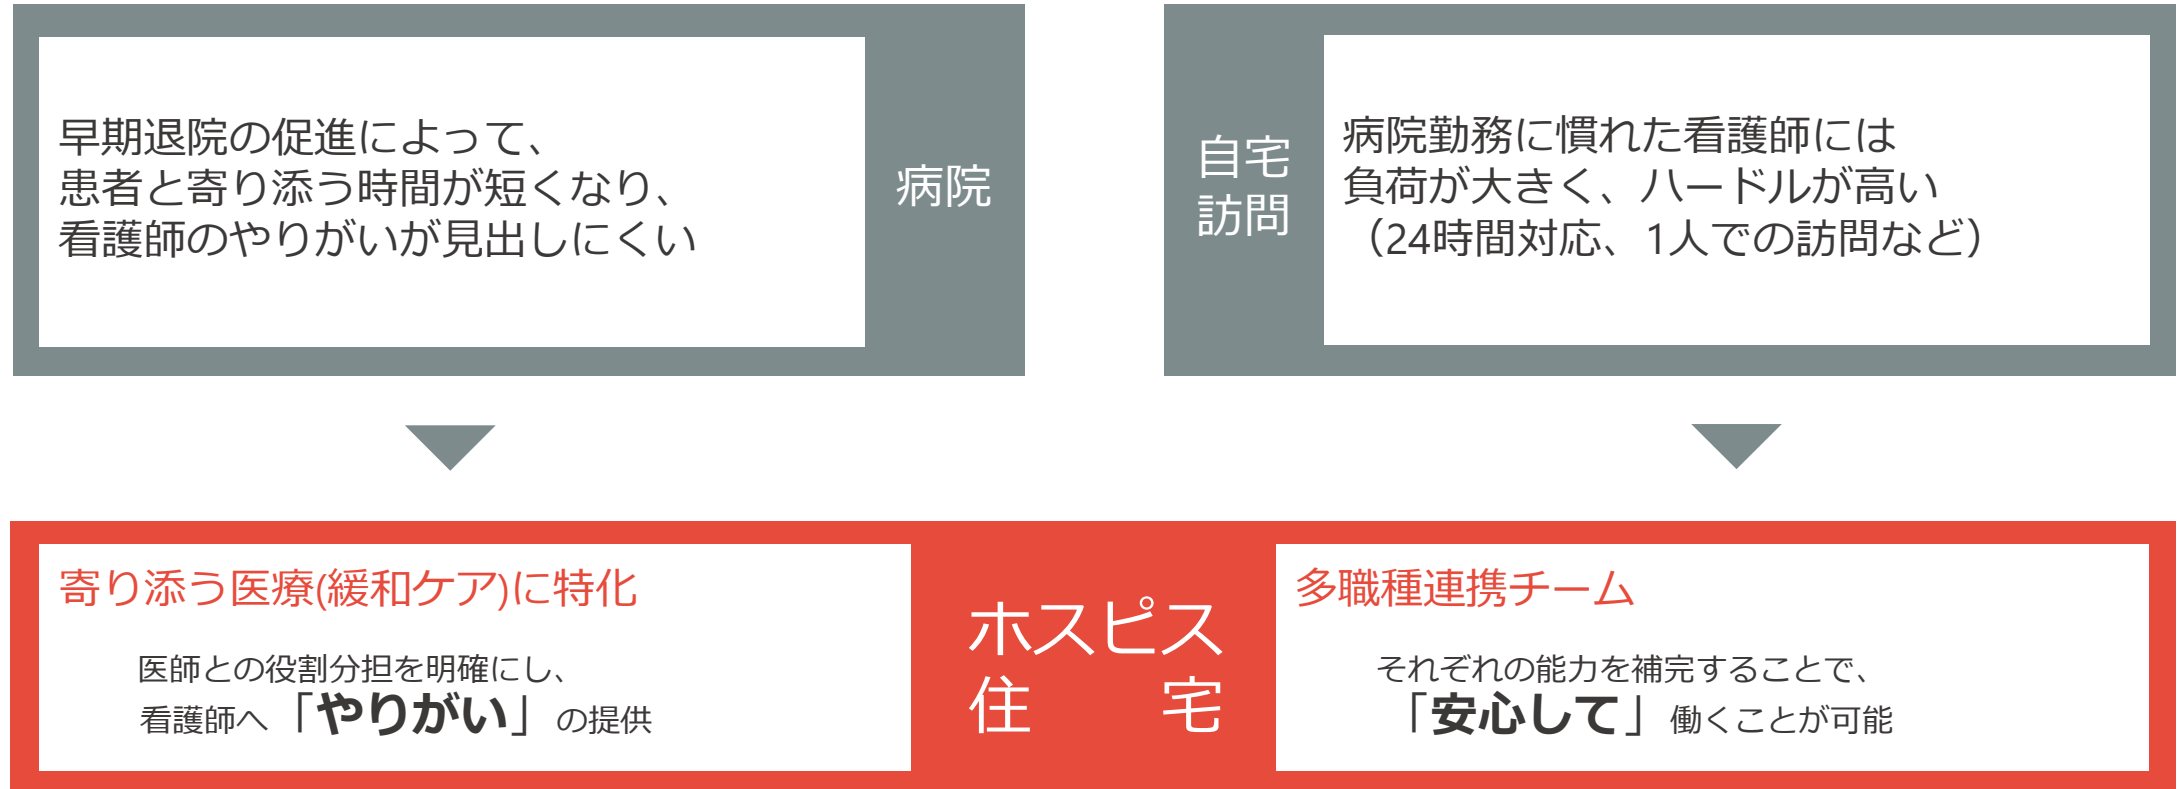 早期退院の促進によって、
患者と寄り添う時間が短くなり、
看護師のやりがいが見出しにくい
病院
自宅
訪問
病院勤務に慣れた看護師には
負荷が大きく、ハードルが高い
（24時間対応、1人での訪問など）
寄り添う医療(緩和ケア)に特化
医師との役割分担を明確にし、
看護師へ「やりがい」の提供
ホスピス
住　宅
多職種連携チーム
それぞれの能力を補完することで、
「安心して」働くことが可能